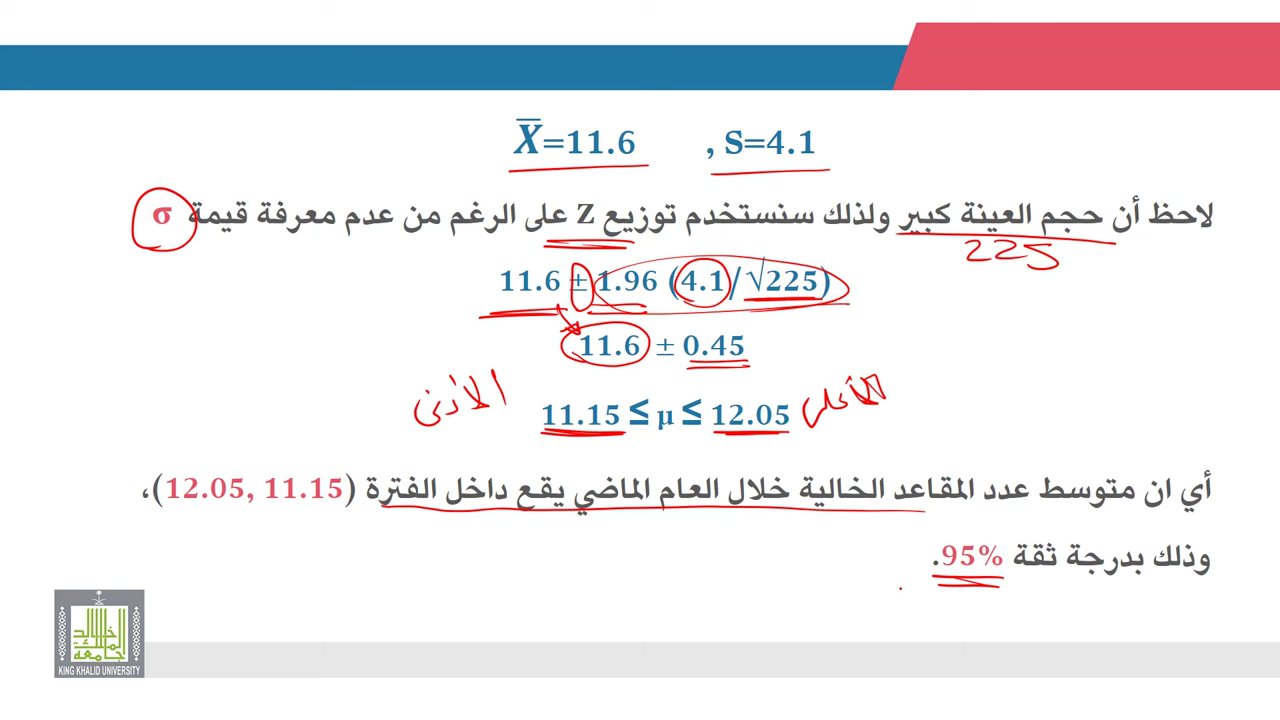 X̄=11.6 , S=4.1
لاحظ أن حجم العينة كبير ولذلك سنستخدم توزيع Z على الرغم من عدم معرفة قيمة σ
225
11.6 ± 1.96 (4.1/√225)
11.6 ± 0.45
الأدنى 11.15 ≤ µ ≤ 12.05 الأعلى
أي ان متوسط عدد المقاعد الخالية خلال العام الماضي يقع داخل الفترة (12.05, 11.15)،
وذلك بدرجة ثقة 95%.
جامعة الملك خالد
KING KHALID UNIVERSITY